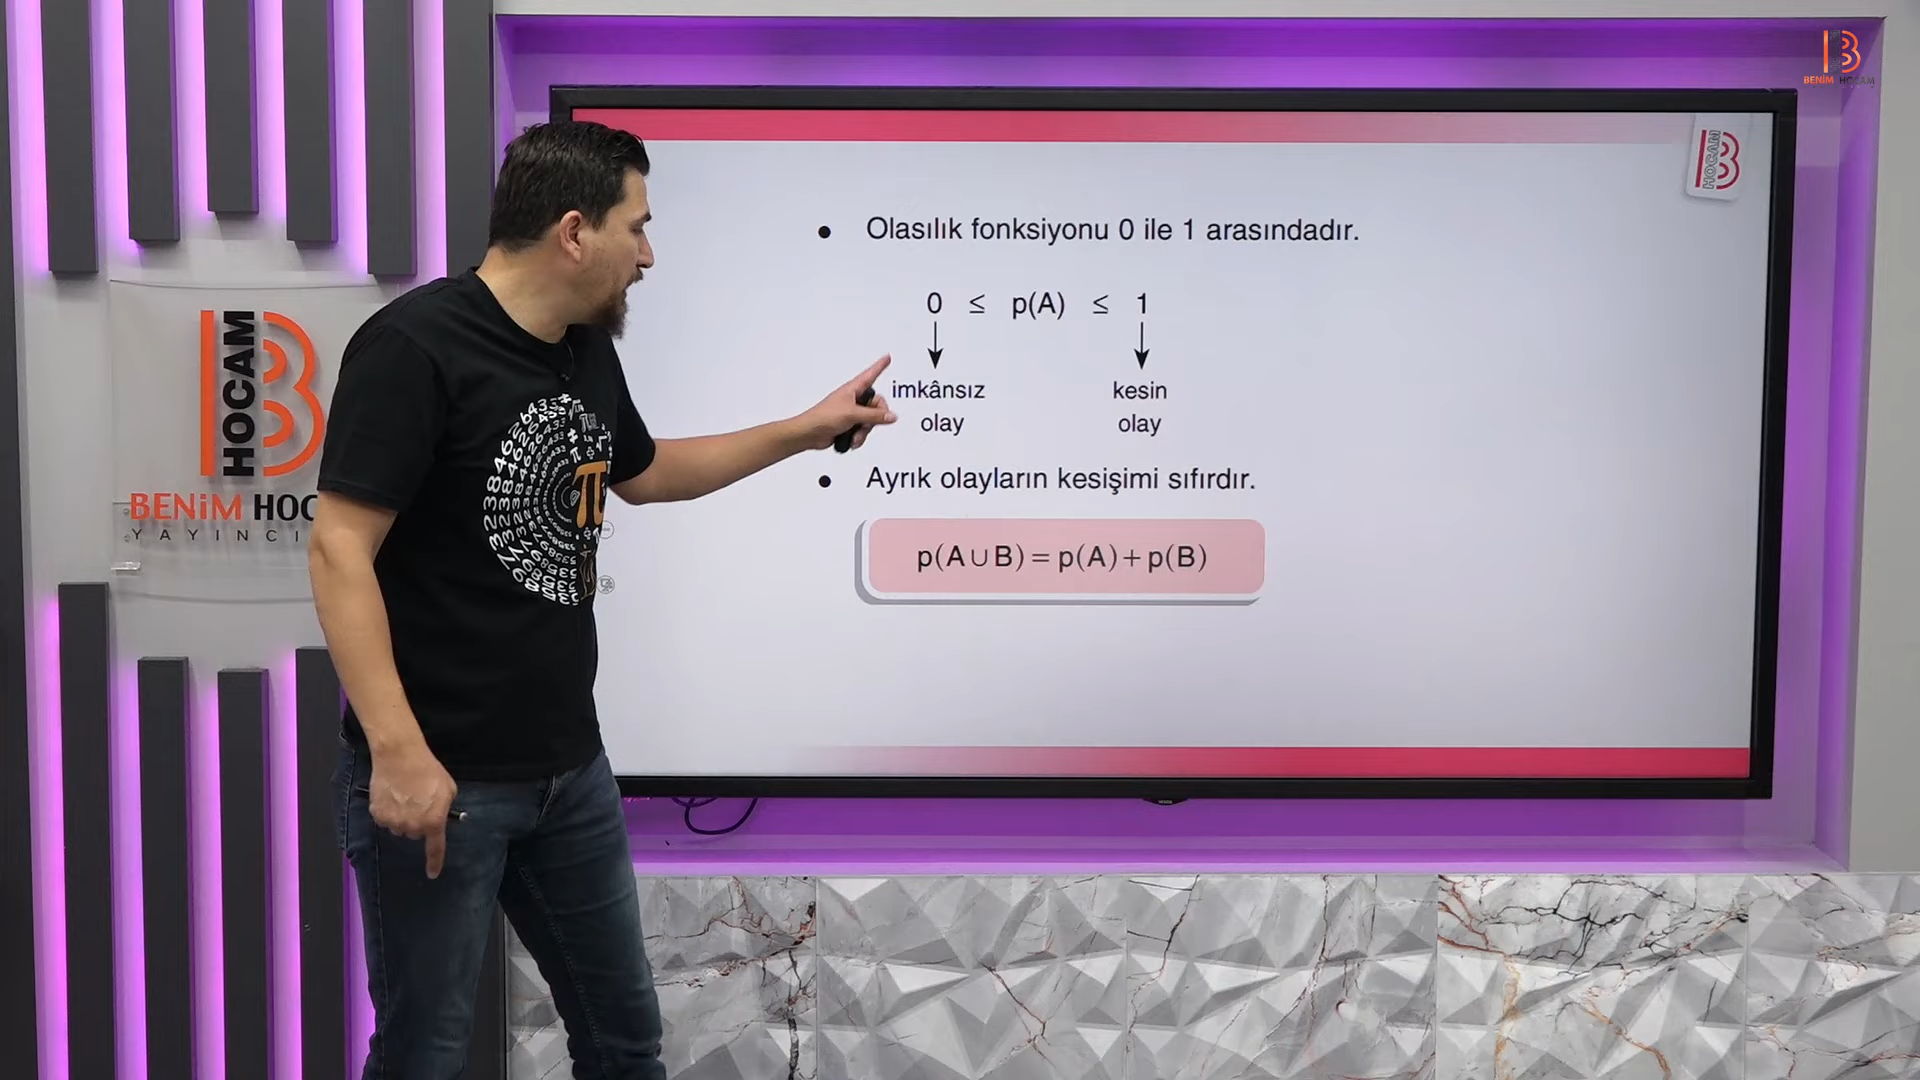 BENİM HOCAM
HOCAM
HOCAM
BENİM HOC
YAYINCI
• Olasılık fonksiyonu 0 ile 1 arasındadır.
0 ≤ p(A) ≤ 1
imkânsız olay
kesin olay
• Ayrık olayların kesişimi sıfırdır.
p(A∪B)=p(A)+p(B)
π